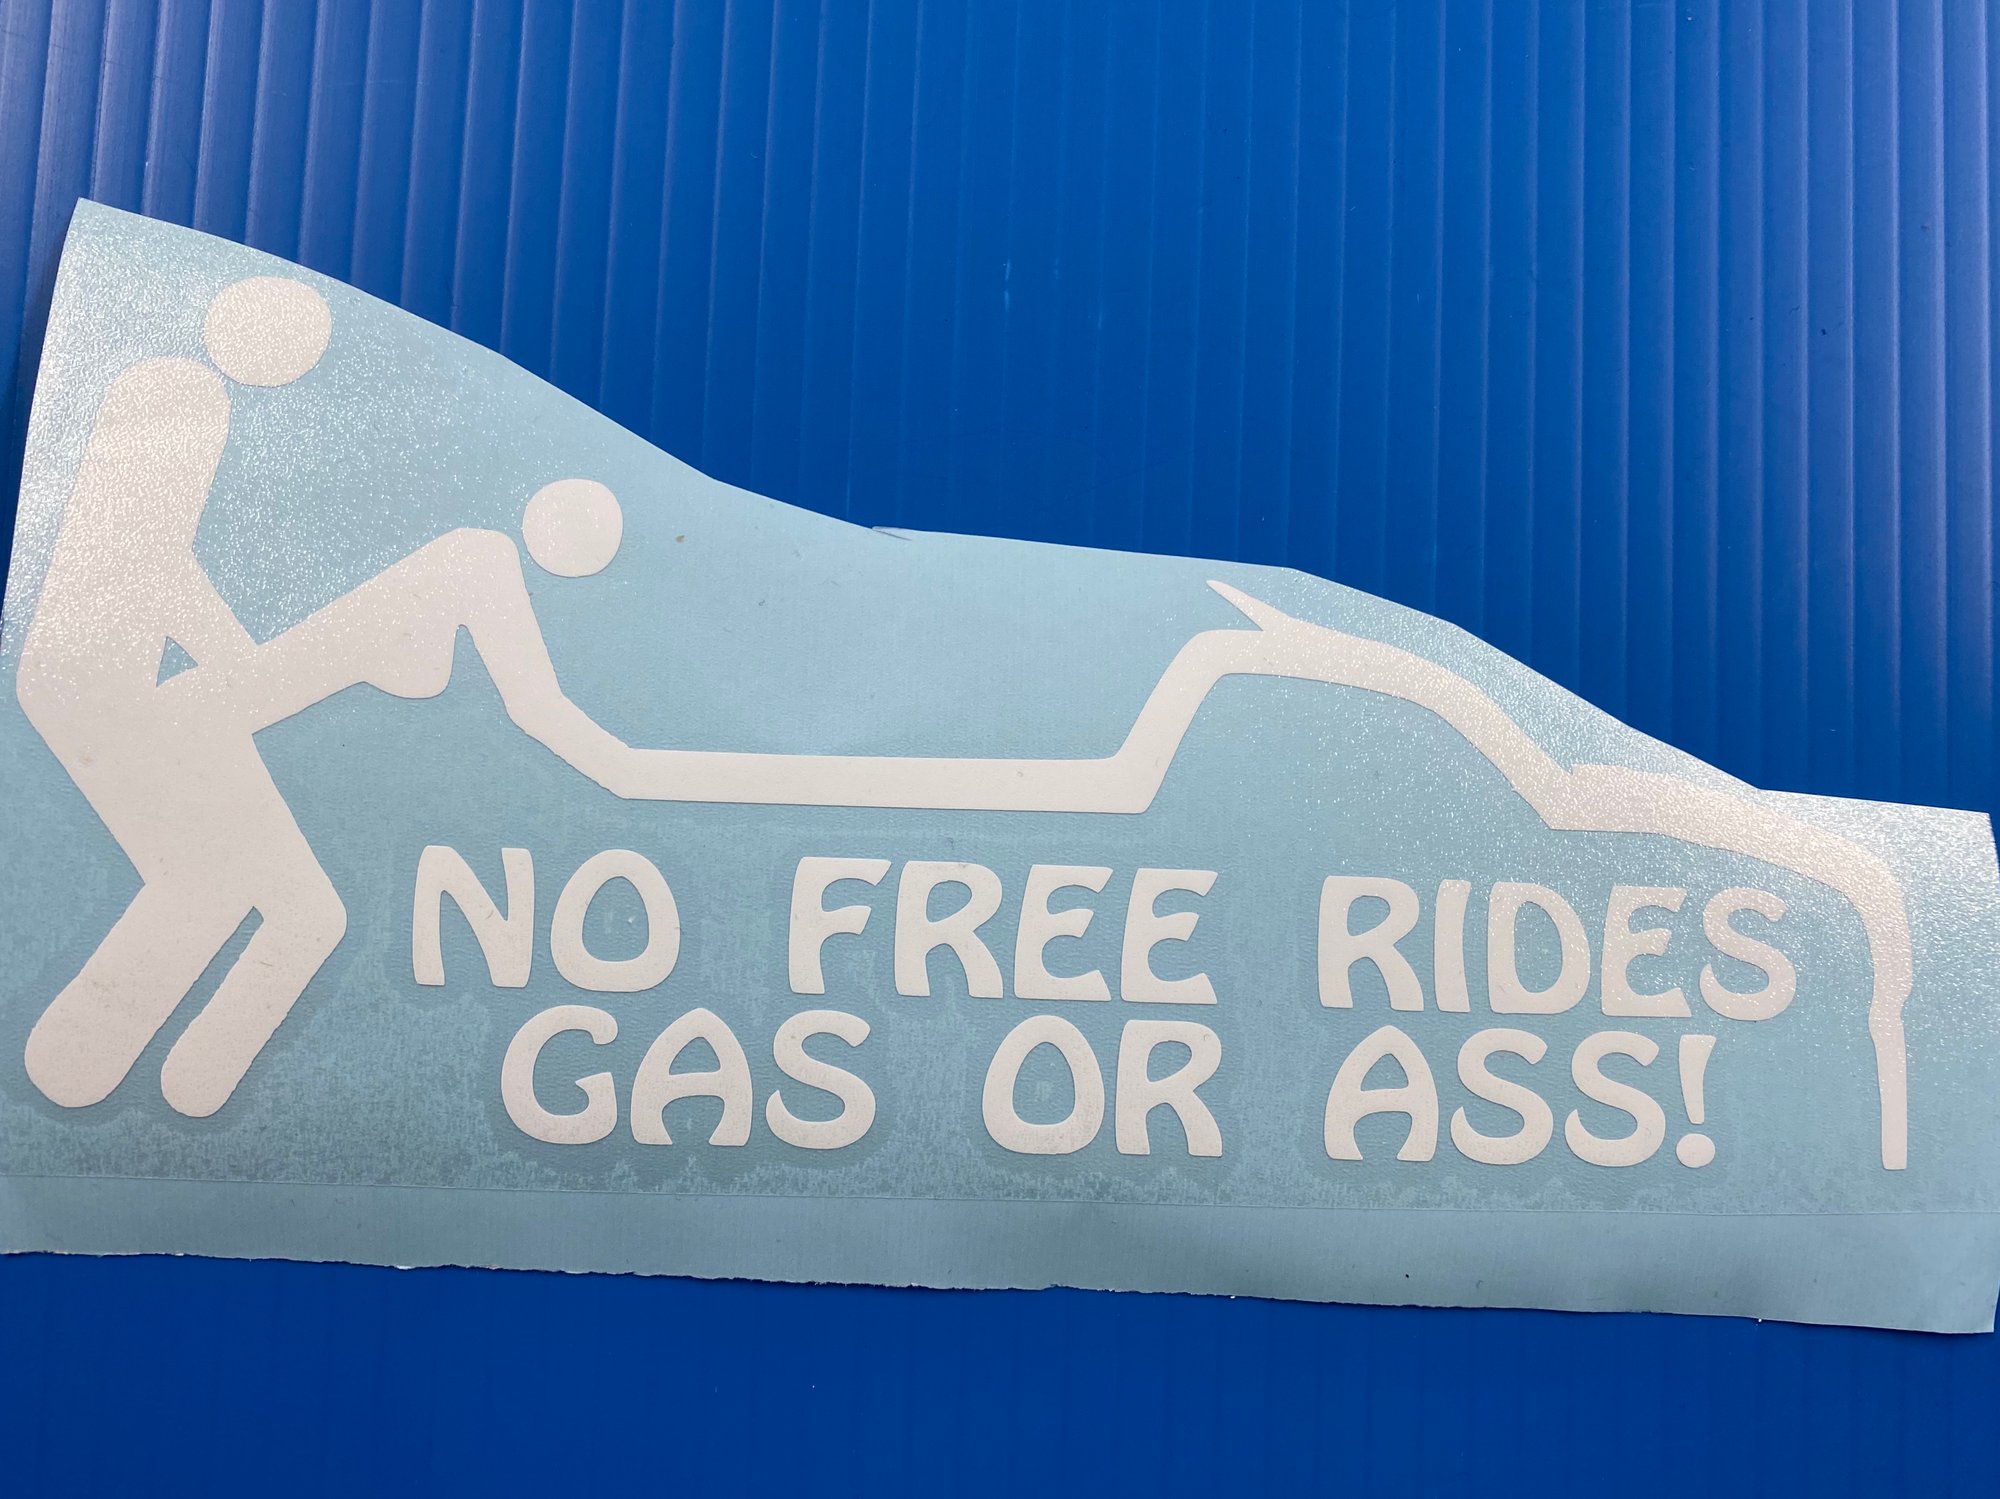 NO FREE RIDES
GAS OR ASS!